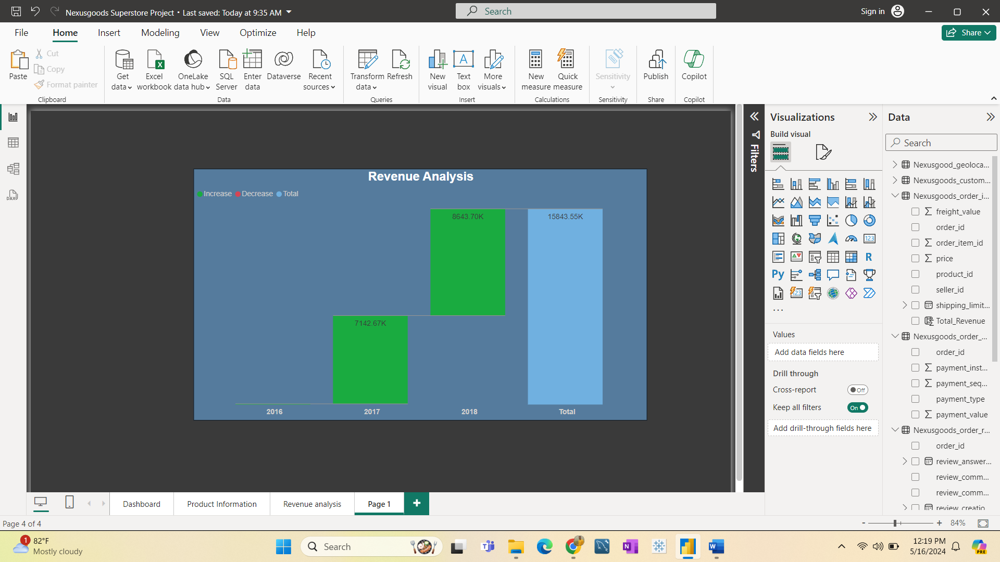 Nexusgoods Superstore Project • Last saved: Today at 9:35 AM
Search
Sign in
File Home Insert Modeling View Optimize Help
Share
Paste
Cut
Copy
Format painter
Clipboard
Get data
Excel workbook
OneLake data hub
SQL Server
Enter data
Dataverse
Recent sources
Data
Transform data
Refresh
Queries
New visual
Text box
More visuals
Insert
New measure
Quick measure
Calculations
Sensitivity
Sensitivity
Publish
Share
Copilot
Copilot
Revenue Analysis
Increase Decrease Total
8643.70K
15843.55K
7142.67K
2016 2017 2018 Total
Filters
Visualizations
Build visual
123
R
Py
123
...
Values
Add data fields here
Drill through
Cross-report
Off
Keep all filters
On
Add drill-through fields here
Data
Search
Nexusgood_geoloca...
Nexusgoods_custom...
Nexusgoods_order_i...
freight_value
order_id
order_item_id
price
product_id
seller_id
shipping_limit...
Total_Revenue
Nexusgoods_order_...
order_id
payment_inst...
payment_seq...
payment_type
payment_value
Nexusgoods_order_r...
order_id
review_answer...
review_comm...
review_comm...
review_creatio
DAX
Dashboard
Product Information
Revenue analysis
Page 1
+
Page 4 of 4
- + 84%
1
82°F
Mostly cloudy
Search
12:19 PM
5/16/2024
PRE